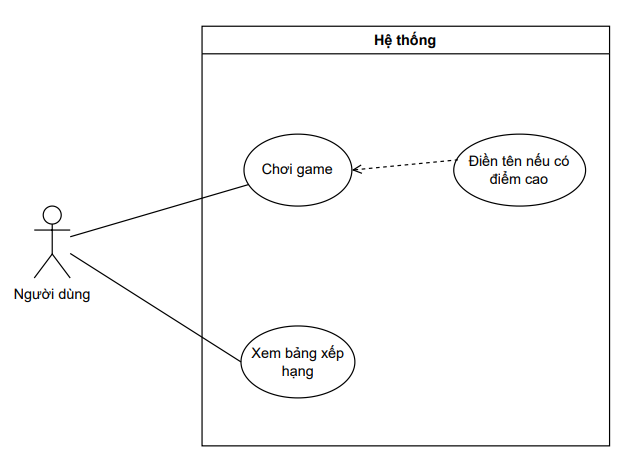 Hệ thống
Chơi game
Điền tên nếu có
điểm cao
Người dùng
Xem bảng xếp
hạng